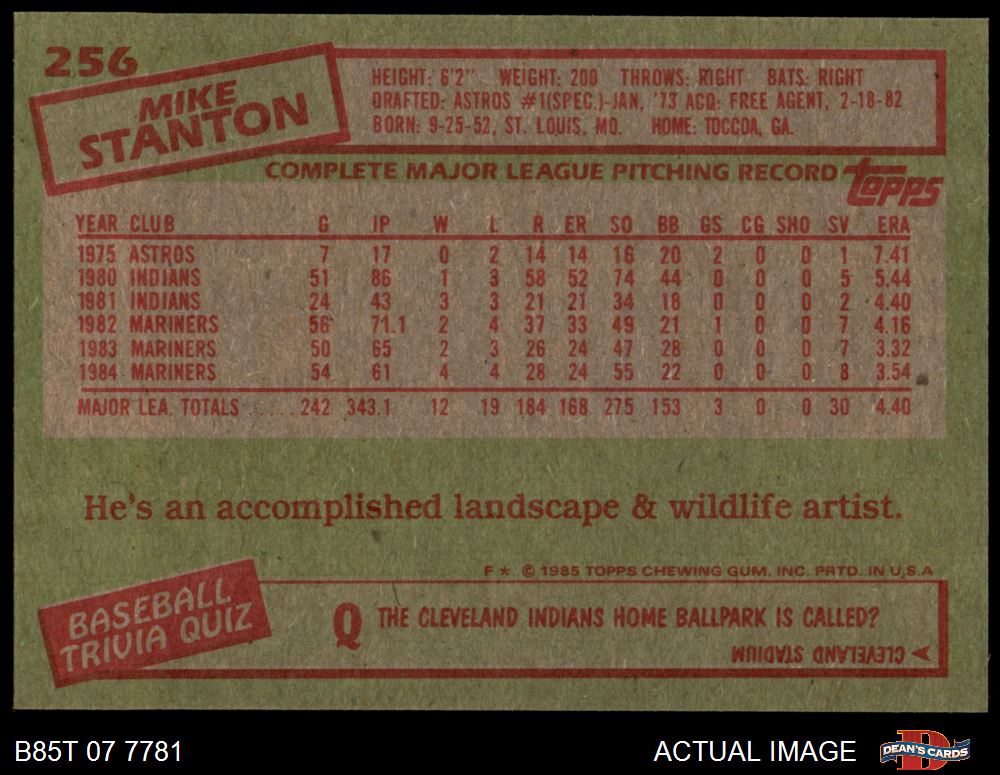 256
MIKE
STANTON
HEIGHT: 6'2" WEIGHT: 200 THROWS: RIGHT BATS: RIGHT
DRAFTED: ASTROS #1(SPEC.)-JAN, '73 ACQ: FREE AGENT, 2-18-82
BORN: 9-25-52, ST. LOUIS, MO. HOME: TOCCOA, GA.
COMPLETE MAJOR LEAGUE PITCHING RECORD topps
YEAR CLUB G IP W L R ER SO BB GS CG SHO SV ERA
1975 ASTROS 7 17 0 2 14 14 16 20 2 0 0 1 7.41
1980 INDIANS 51 86 1 3 58 52 74 44 0 0 0 5 5.44
1981 INDIANS 24 43 3 3 21 21 34 18 0 0 0 2 4.40
1982 MARINERS 56 71.1 2 4 37 33 49 21 1 0 0 7 4.16
1983 MARINERS 50 65 2 3 26 24 47 28 0 0 0 7 3.32
1984 MARINERS 54 61 4 4 28 24 55 22 0 0 0 8 3.54
MAJOR LEA. TOTALS ..... 242 343.1 12 19 184 168 275 153 3 0 0 30 4.40
He's an accomplished landscape & wildlife artist.
F★ © 1985 TOPPS CHEWING GUM, INC. PRTD. IN U.S.A
BASEBALL
TRIVIA QUIZ
Q THE CLEVELAND INDIANS HOME BALLPARK IS CALLED?
CLEVELAND STADIUM
B85T 07 7781
ACTUAL IMAGE
D
DEAN'S CARDS